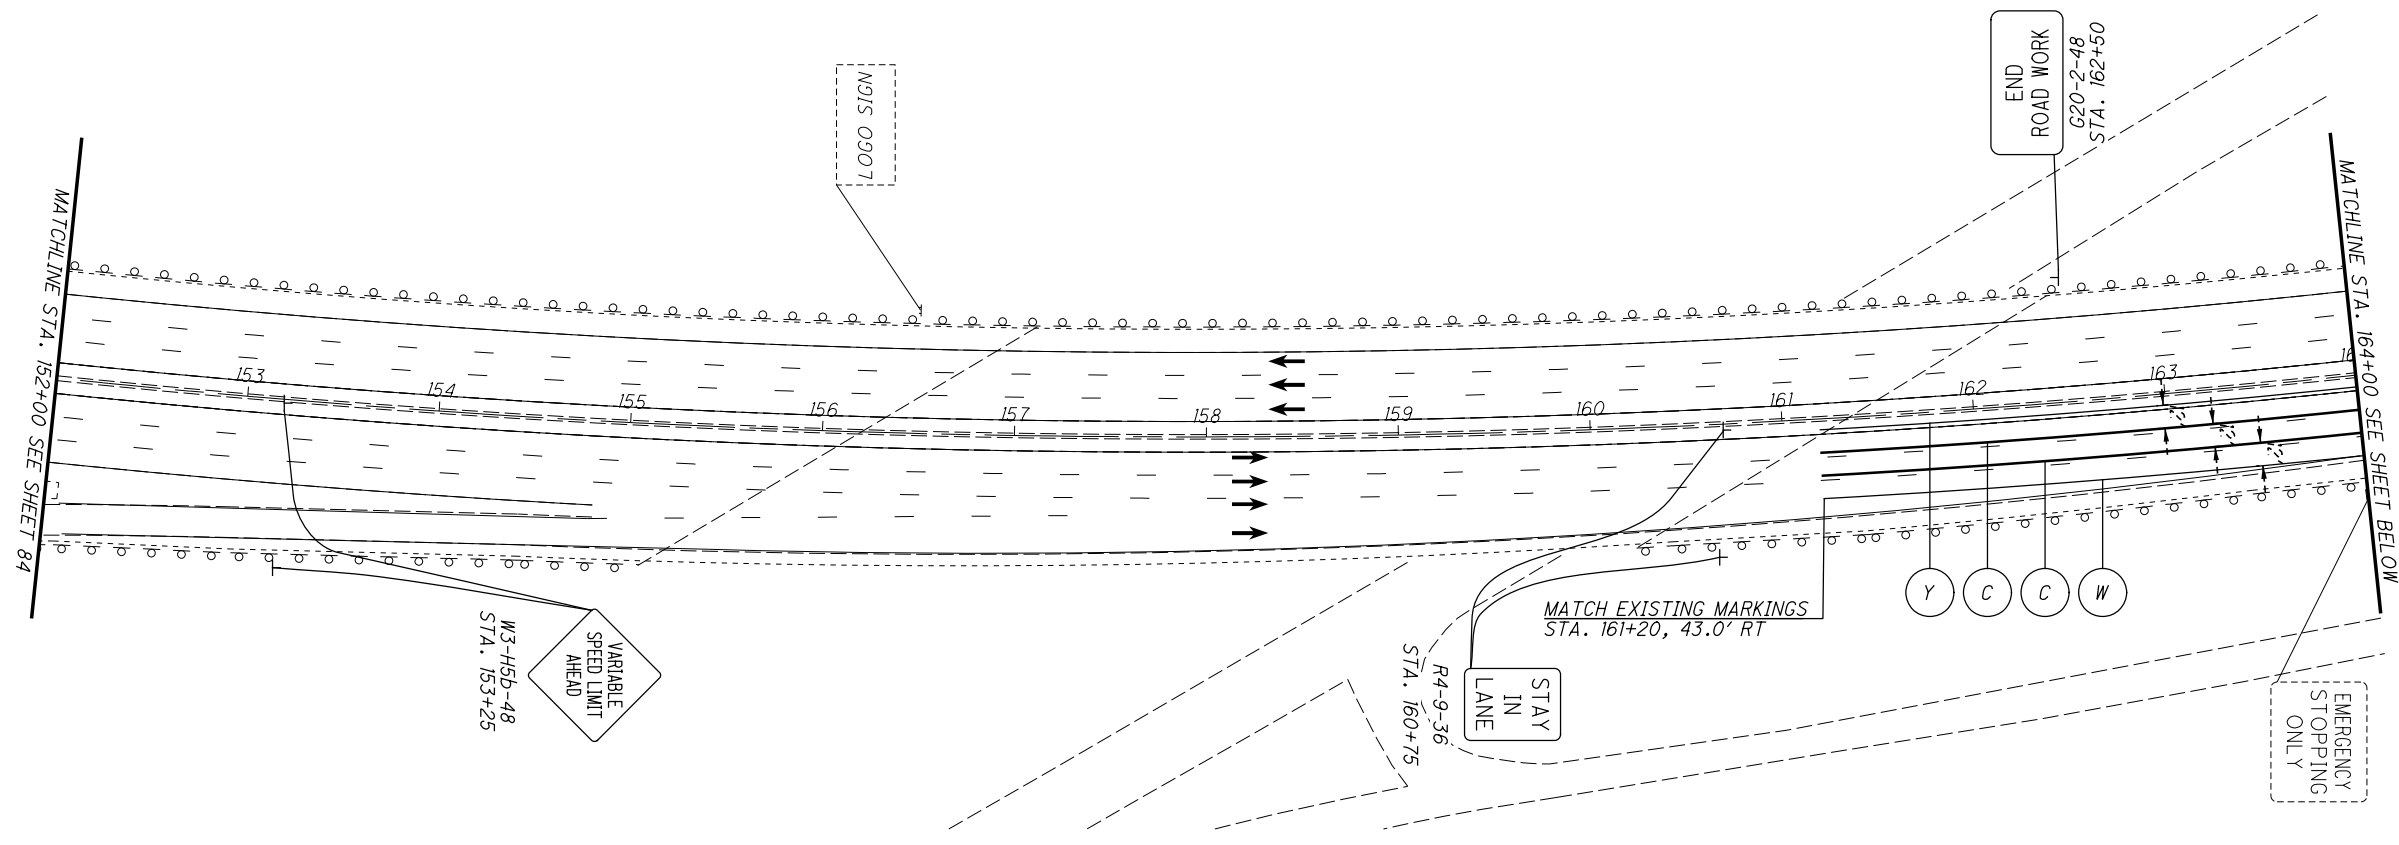 MATCHLINE STA. 152+00 SEE SHEET 84
LOGO SIGN
END
ROAD WORK
G20-2-48
STA. 162+50
MATCHLINE STA. 164+00 SEE SHEET BELOW
153
154
155
156
157
158
159
160
161
162
163
12'
12'
12'
Y
C
C
W
MATCH EXISTING MARKINGS
STA. 161+20, 43.0' RT
VARIABLE
SPEED LIMIT
AHEAD
W3-H5b-48
STA. 153+25
STAY
IN
LANE
R4-9-36
STA. 160+75
EMERGENCY
STOPPING
ONLY